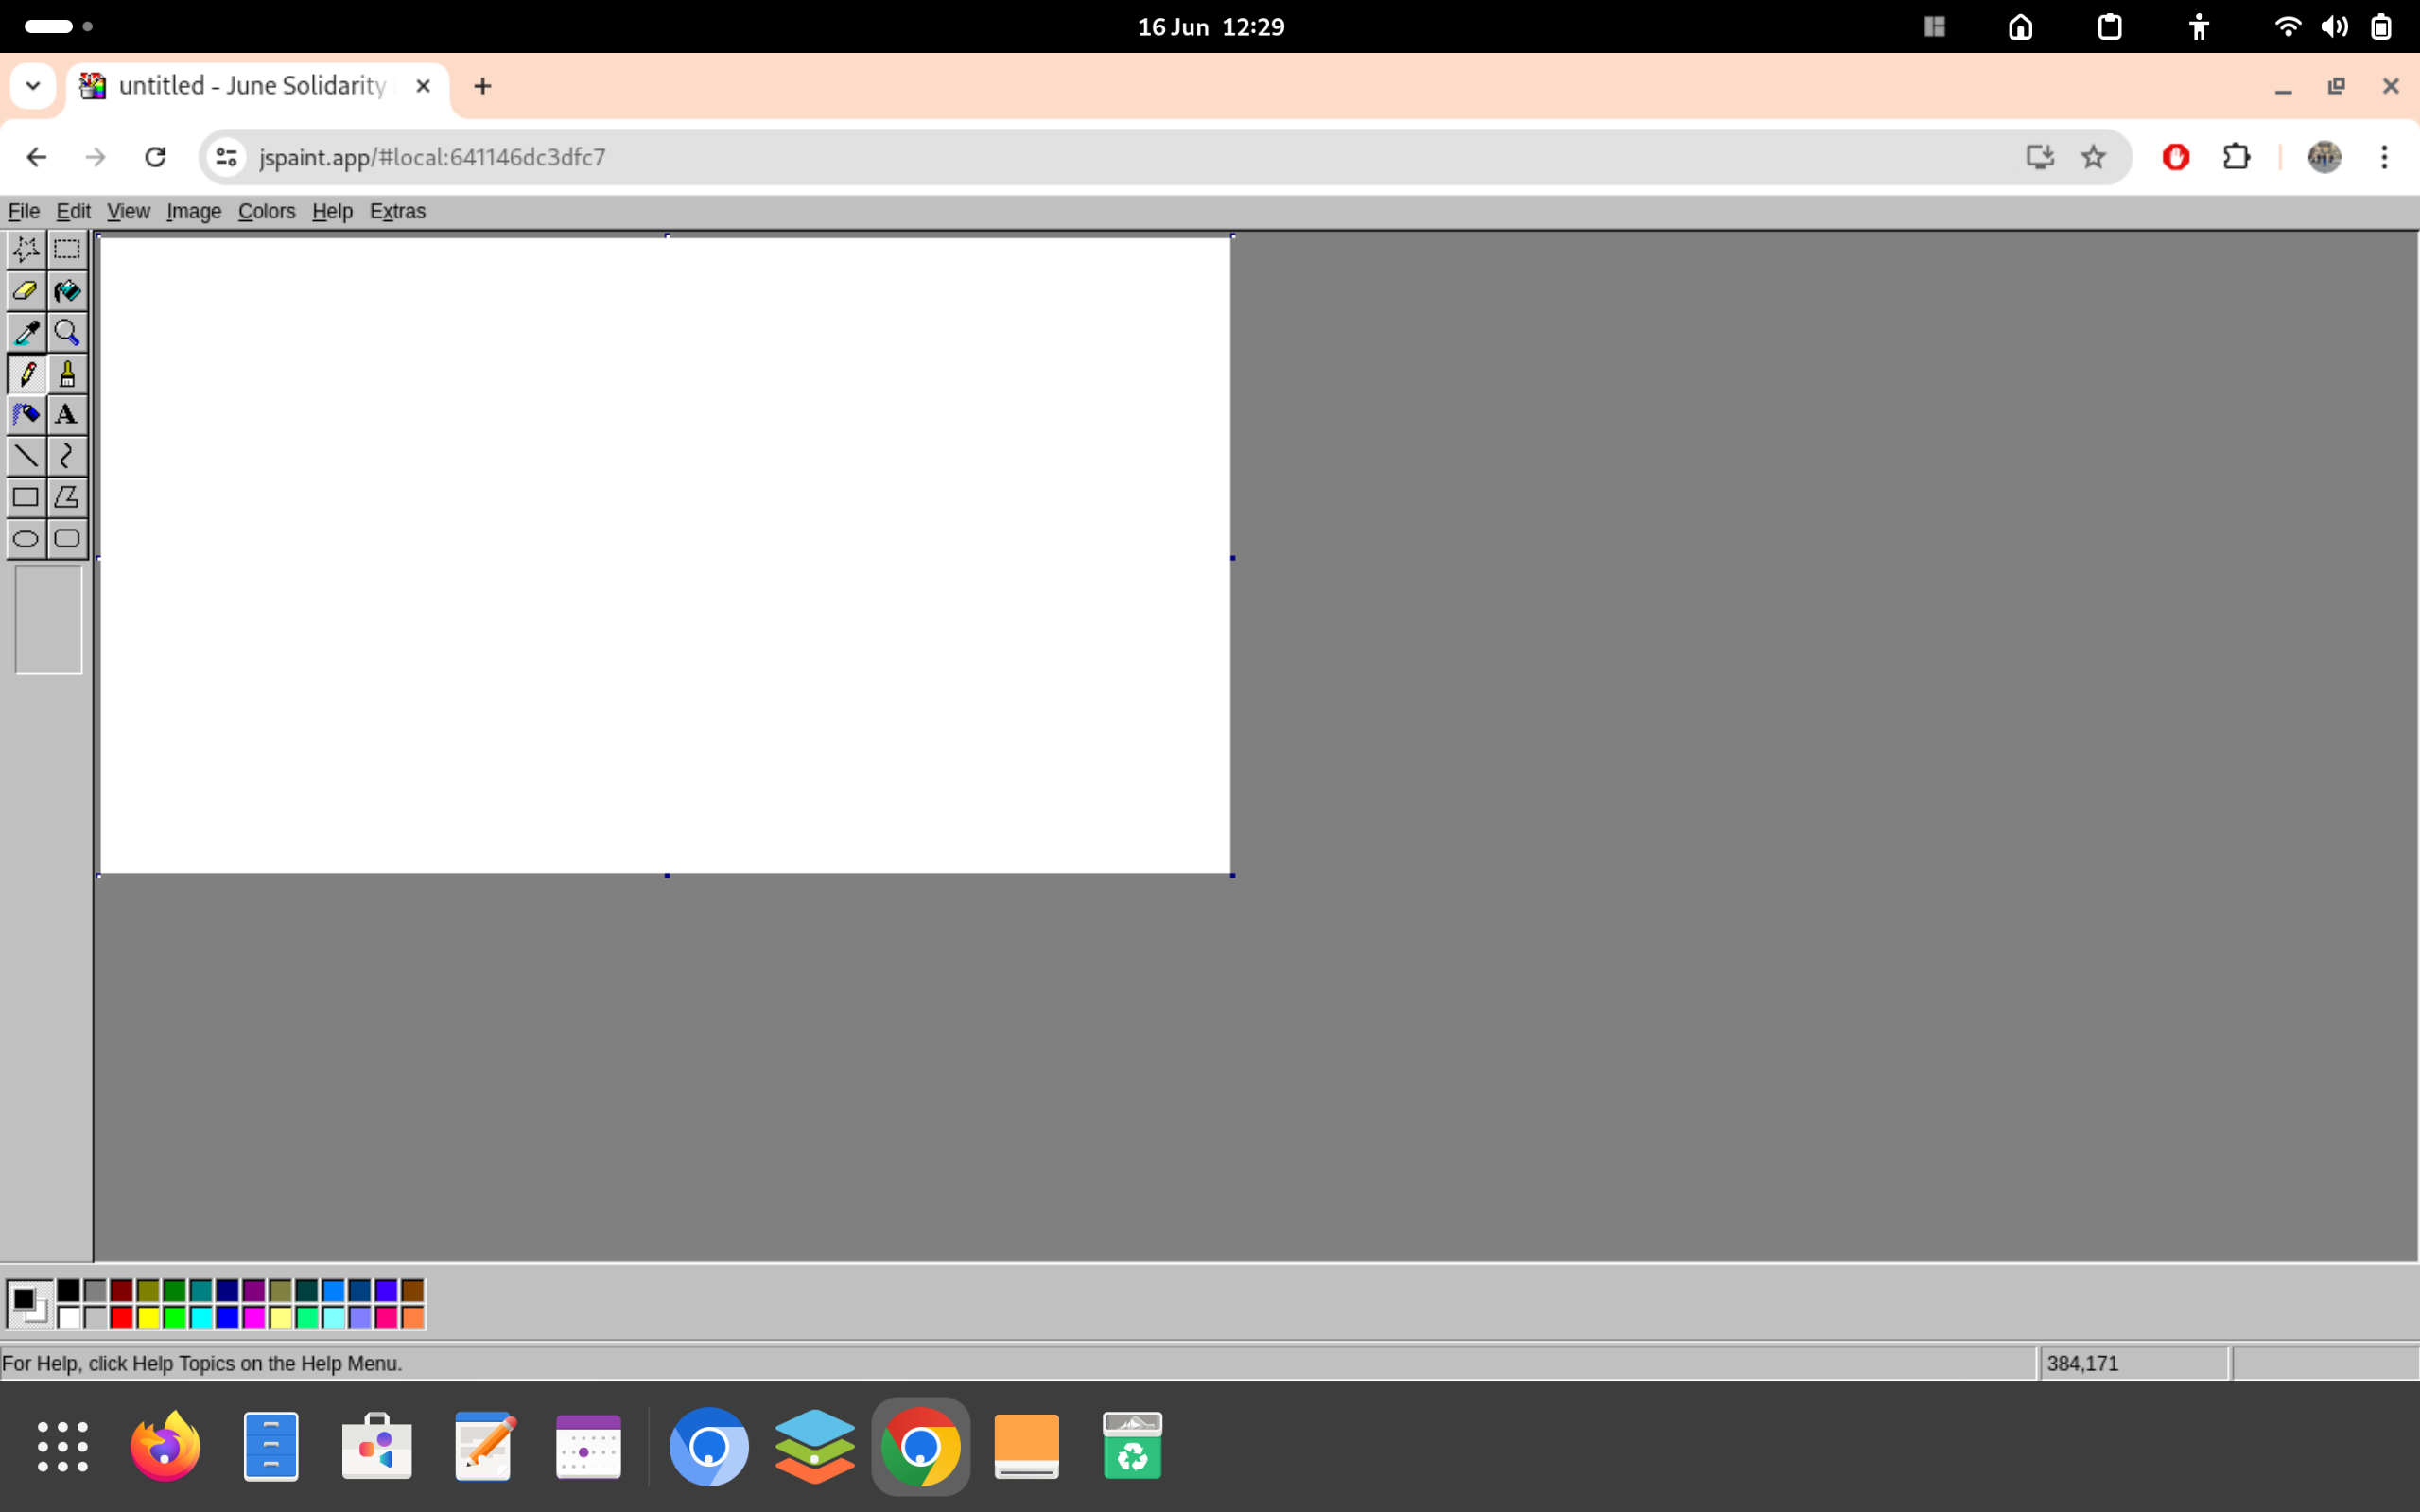 16 Jun 12:29
untitled - June Solidarity
jspaint.app/#local:641146dc3dfc7
File Edit View Image Colors Help Extras
A
For Help, click Help Topics on the Help Menu.
384,171